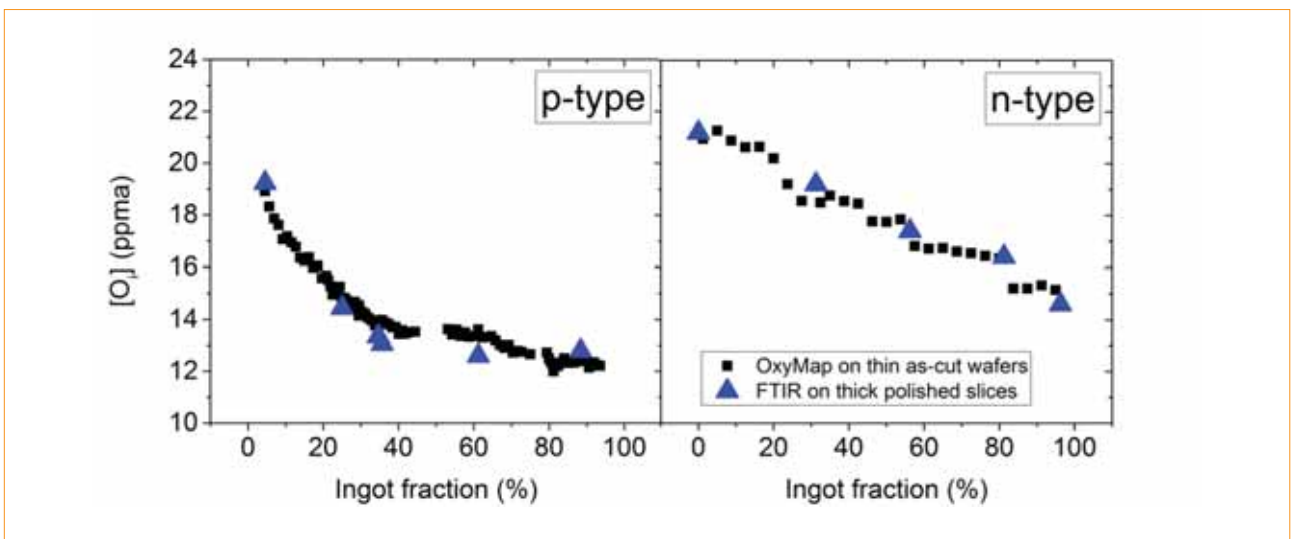 24
22
20
18
16
14
12
10
[Oi] (ppma)
p-type
n-type
OxyMap on thin as-cut wafers
FTIR on thick polished slices
0 20 40 60 80 100
0 20 40 60 80 100
Ingot fraction (%)
Ingot fraction (%)